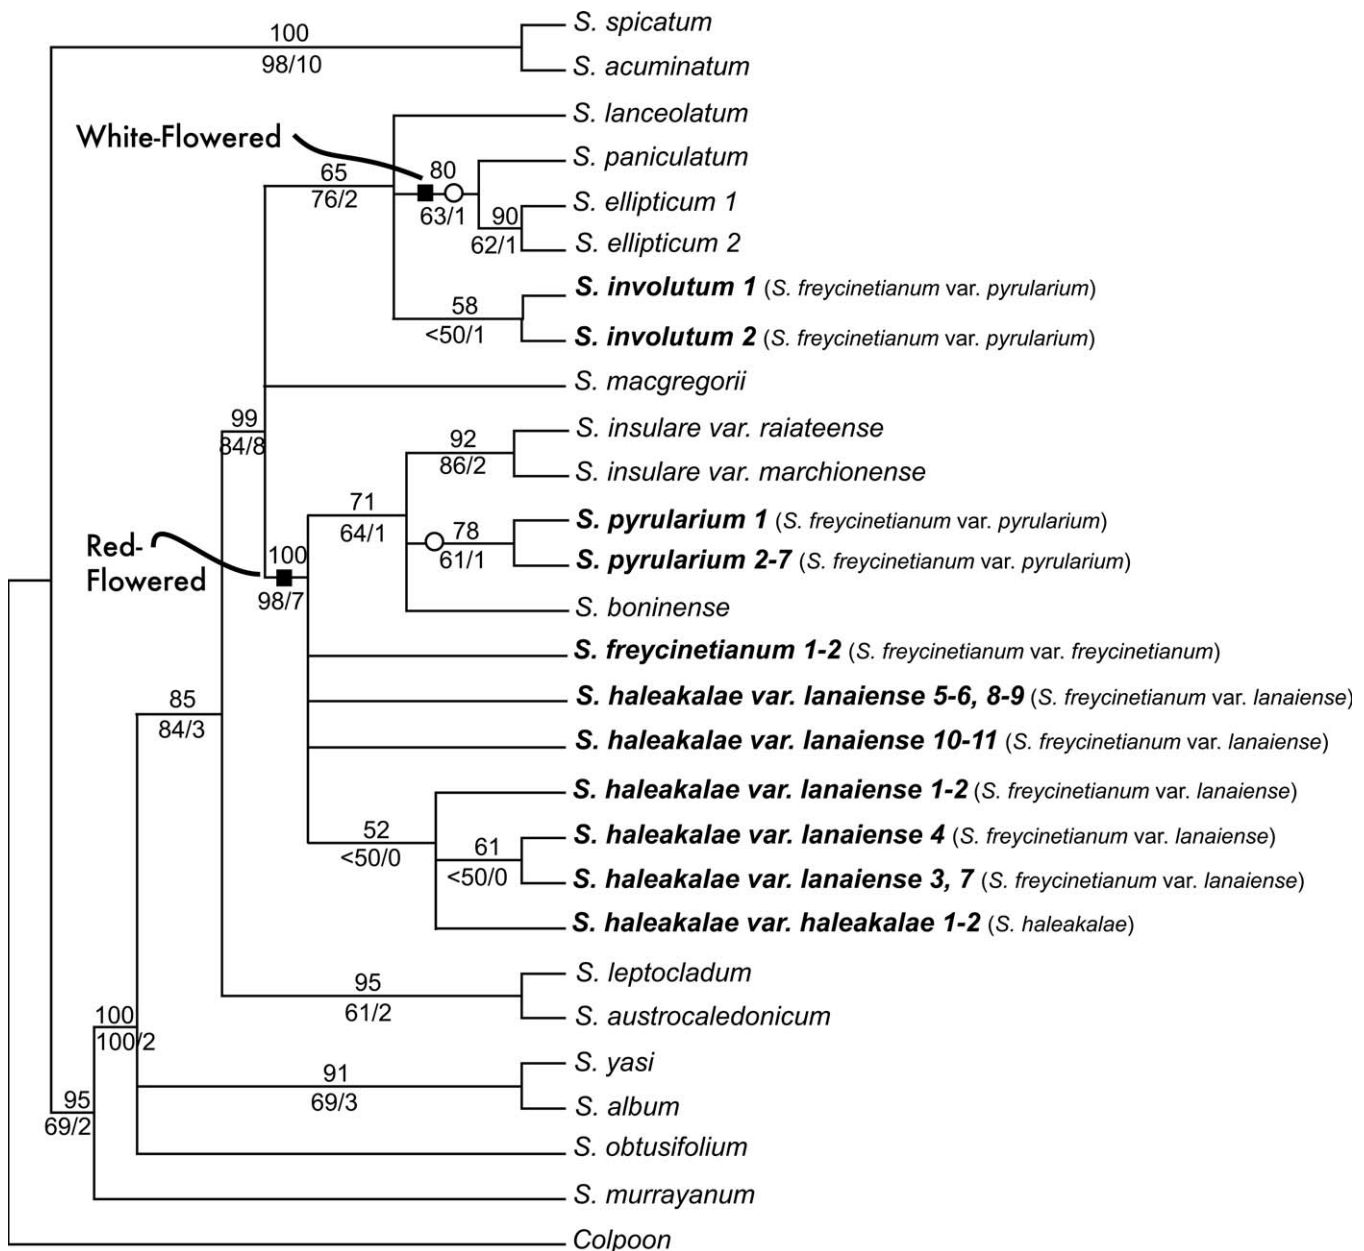 100
98/10
S. spicatum
S. acuminatum
White-Flowered
65
76/2
S. lanceolatum
80
63/1
S. paniculatum
90
62/1
S. ellipticum 1
S. ellipticum 2
58
<50/1
S. involutum 1 (S. freycinetianum var. pyrularium)
S. involutum 2 (S. freycinetianum var. pyrularium)
S. macgregorii
99
84/8
92
86/2
S. insulare var. raiateense
S. insulare var. marchionense
71
64/1
78
61/1
S. pyrularium 1 (S. freycinetianum var. pyrularium)
S. pyrularium 2-7 (S. freycinetianum var. pyrularium)
Red-
Flowered
100
98/7
S. boninense
S. freycinetianum 1-2 (S. freycinetianum var. freycinetianum)
S. haleakalae var. lanaiense 5-6, 8-9 (S. freycinetianum var. lanaiense)
S. haleakalae var. lanaiense 10-11 (S. freycinetianum var. lanaiense)
85
84/3
S. haleakalae var. lanaiense 1-2 (S. freycinetianum var. lanaiense)
52
<50/0
61
<50/0
S. haleakalae var. lanaiense 4 (S. freycinetianum var. lanaiense)
S. haleakalae var. lanaiense 3, 7 (S. freycinetianum var. lanaiense)
S. haleakalae var. haleakalae 1-2 (S. haleakalae)
95
61/2
S. leptocladum
S. austrocaledonicum
100
100/2
91
69/3
S. yasi
S. album
95
69/2
S. obtusifolium
S. murrayanum
Colpoon